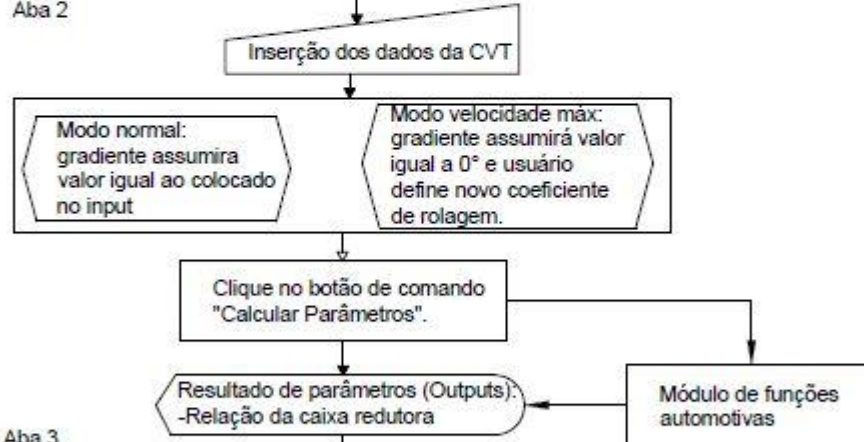 Aba 2
Inserção dos dados da CVT
Modo normal:
gradiente assumira
valor igual ao colocado
no input
Modo velocidade máx:
gradiente assumirá valor
igual a 0° e usuário
define novo coeficiente
de rolagem.
Clique no botão de comando
"Calcular Parâmetros".
Resultado de parâmetros (Outputs):
-Relação da caixa redutora
Módulo de funções
automotivas
Aba 3